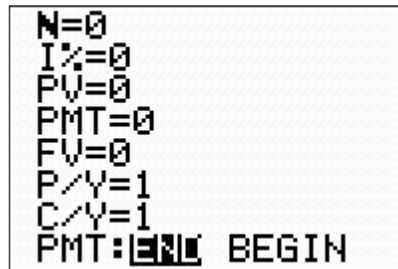 N=0
I%=0
PV=0
PMT=0
FV=0
P/Y=1
C/Y=1
PMT:END BEGIN